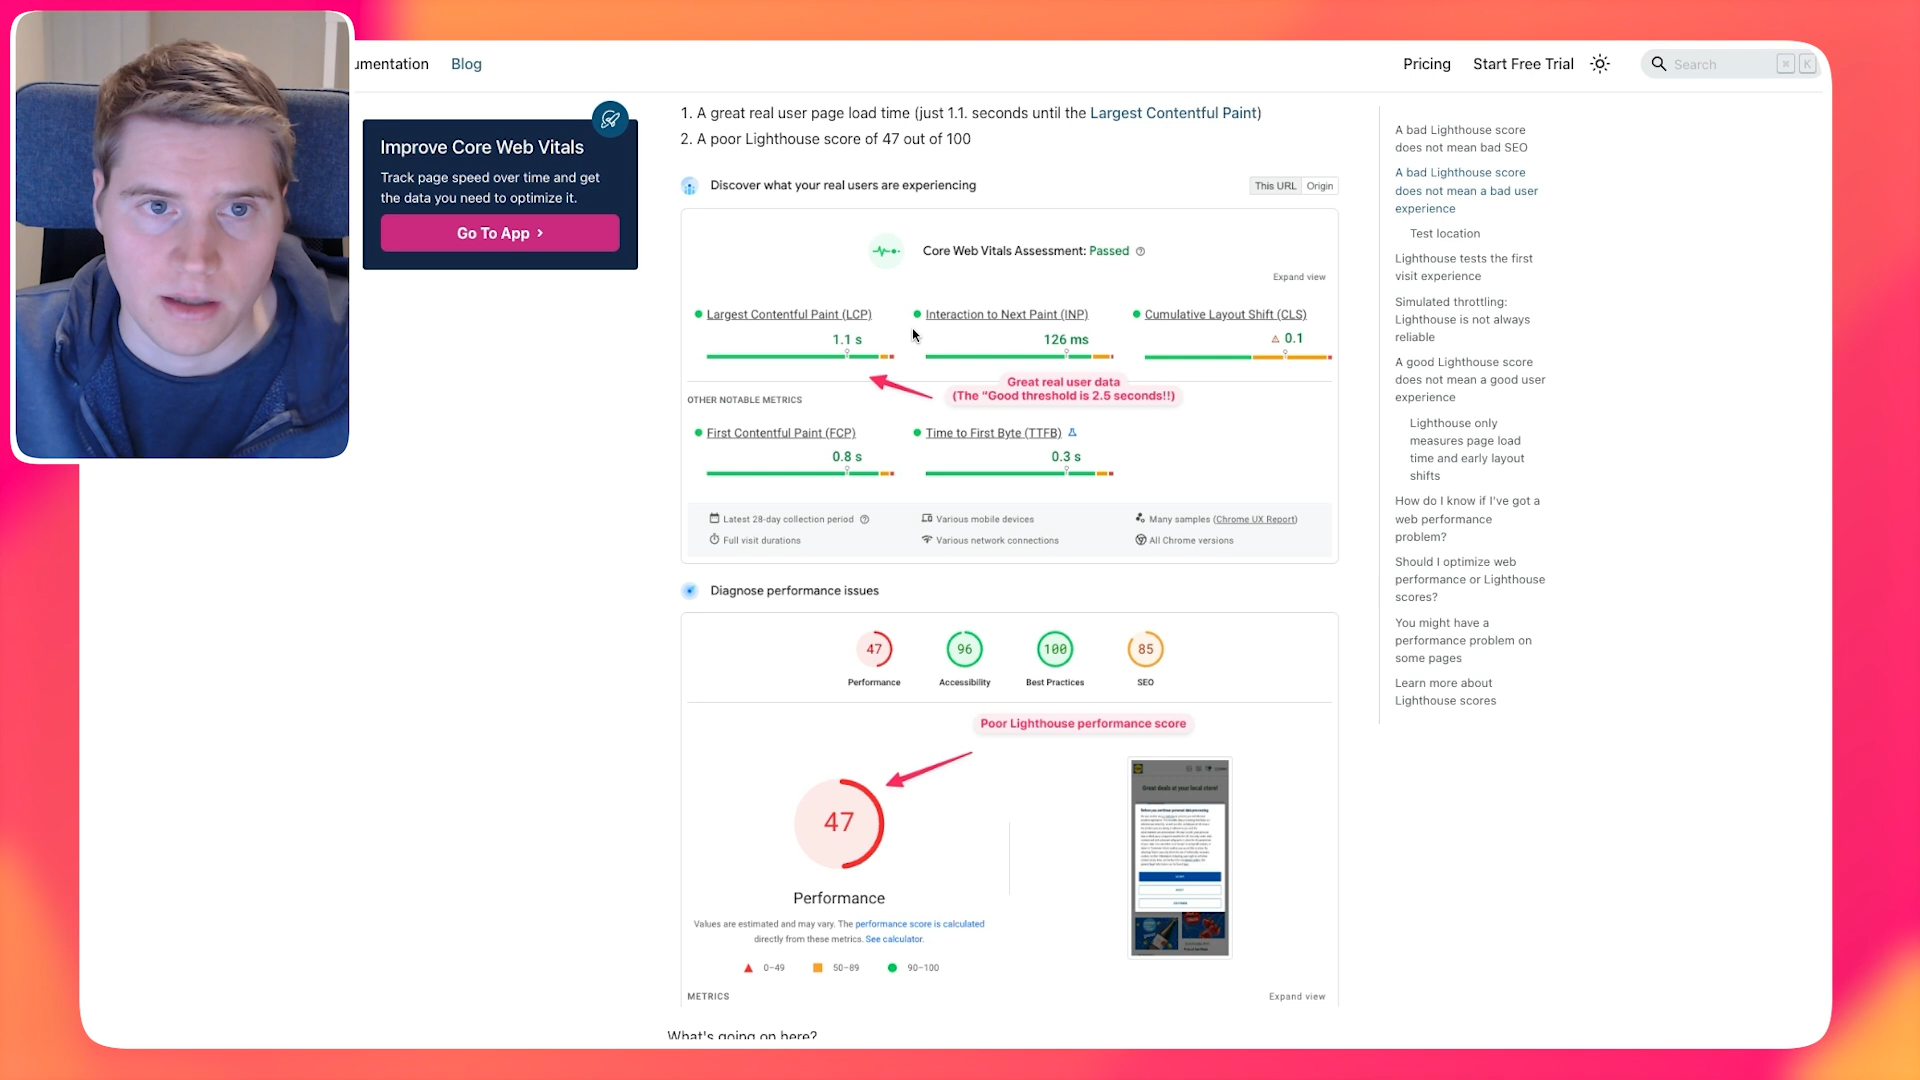 umentation
Blog
Pricing
Start Free Trial
Search
K
Improve Core Web Vitals
Track page speed over time and get
the data you need to optimize it.
Go To App ›
1. A great real user page load time (just 1.1. seconds until the Largest Contentful Paint)
2. A poor Lighthouse score of 47 out of 100
Discover what your real users are experiencing
This URL
Origin
Core Web Vitals Assessment: Passed
Expand view
Largest Contentful Paint (LCP)
1.1 s
Interaction to Next Paint (INP)
126 ms
Cumulative Layout Shift (CLS)
0.1
Great real user data
(The "Good threshold is 2.5 seconds!!)
OTHER NOTABLE METRICS
First Contentful Paint (FCP)
0.8 s
Time to First Byte (TTFB)
0.3 s
Latest 28-day collection period
Various mobile devices
Many samples (Chrome UX Report)
Full visit durations
Various network connections
All Chrome versions
Diagnose performance issues
47
Performance
96
Accessibility
100
Best Practices
85
SEO
Poor Lighthouse performance score
47
Performance
Values are estimated and may vary. The performance score is calculated
directly from these metrics. See calculator.
0–49
50–89
90–100
Great deals at your local store!
METRICS
Expand view
What's going on here?
A bad Lighthouse score
does not mean bad SEO
A bad Lighthouse score
does not mean a bad user
experience
Test location
Lighthouse tests the first
visit experience
Simulated throttling:
Lighthouse is not always
reliable
A good Lighthouse score
does not mean a good user
experience
Lighthouse only
measures page load
time and early layout
shifts
How do I know if I've got a
web performance
problem?
Should I optimize web
performance or Lighthouse
scores?
You might have a
performance problem on
some pages
Learn more about
Lighthouse scores